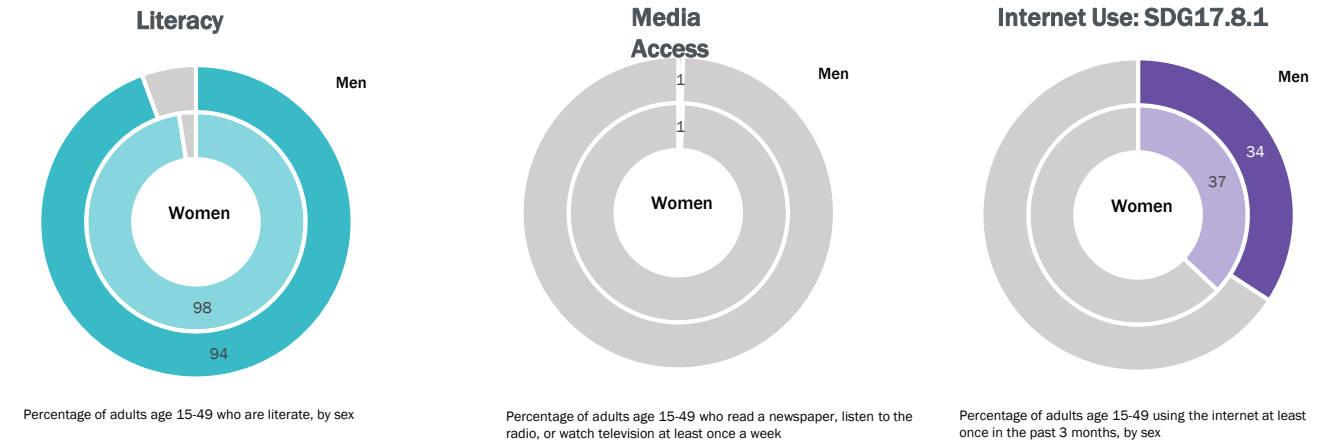 Literacy
Men
Women
98
94
Percentage of adults age 15-49 who are literate, by sex
Media
Access
1
Men
1
Women
Percentage of adults age 15-49 who read a newspaper, listen to the
radio, or watch television at least once a week
Internet Use: SDG17.8.1
Men
34
37
Women
Percentage of adults age 15-49 using the internet at least
once in the past 3 months, by sex